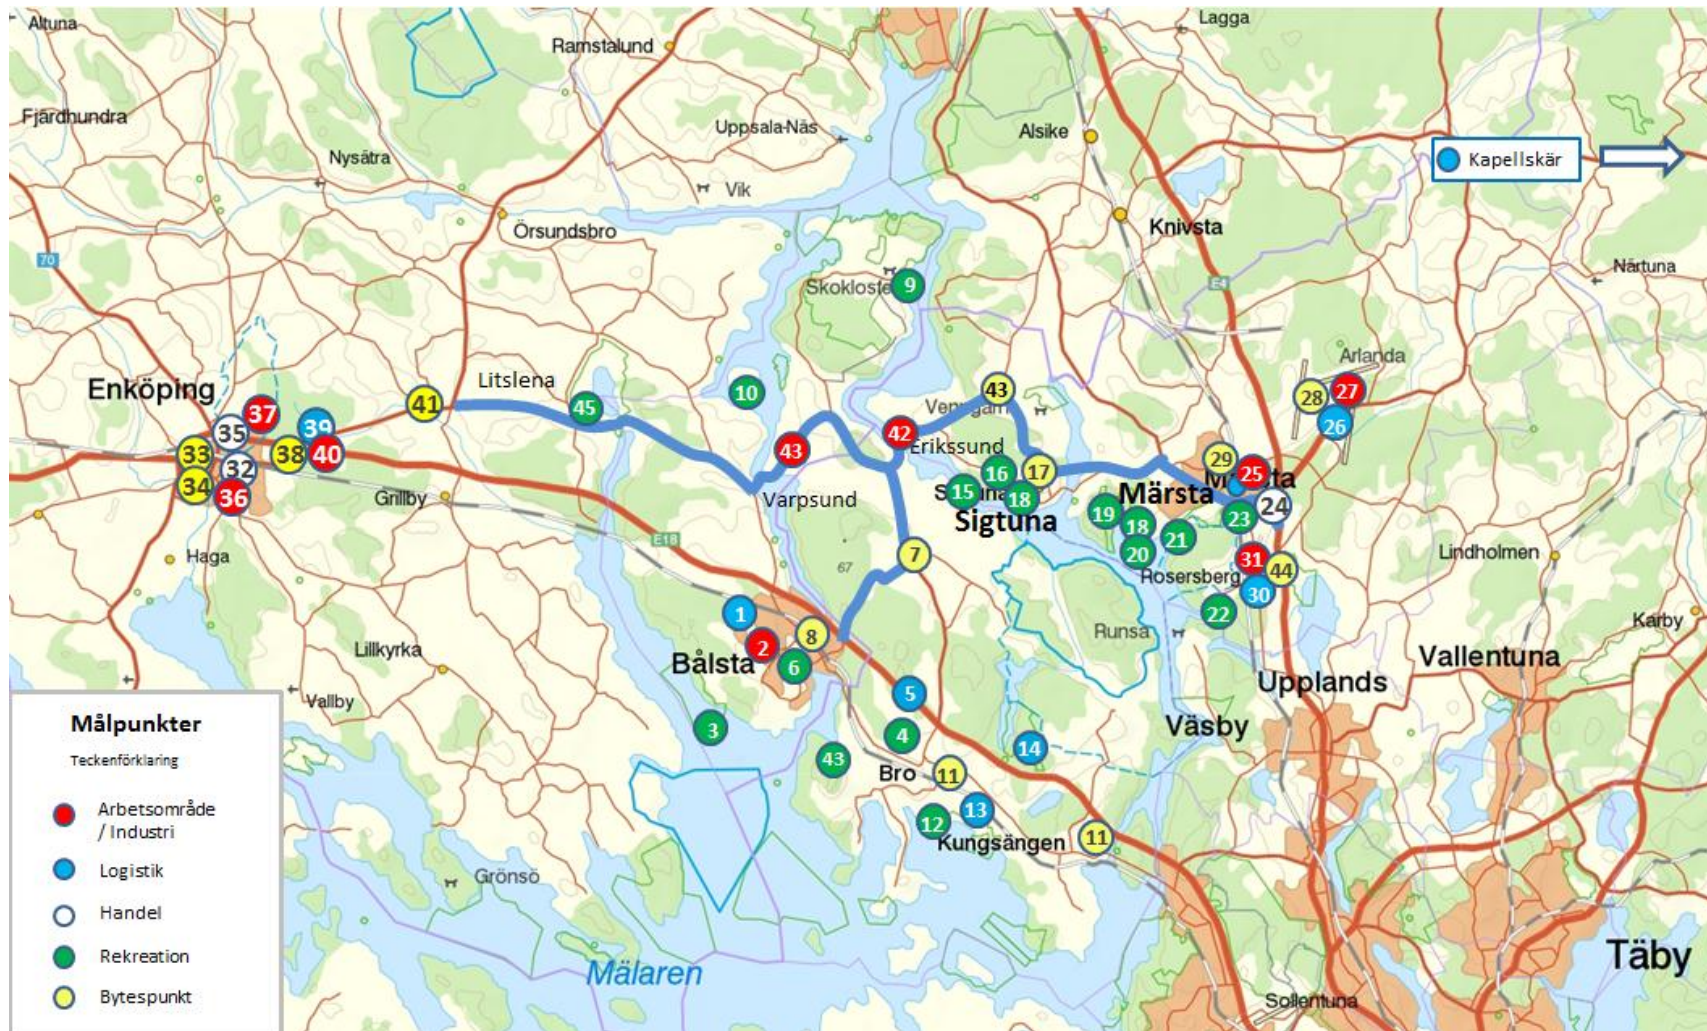 Altuna
Ramstalund
Lagga
Fjärdhundra
Uppsala-Näs
Alsike
Nysätra
Kapellskär
Vik
Örsundsbro
Knivsta
70
Närtuna
E4
Skokloste
9
Arlanda
Enköping
Litslena
10
43
28
27
37
41
45
Venngarn
26
35
39
42
33
38
40
43
Erikssund
29
25
32
16
17
Märsta
34
36
Grillby
Varpsund
15
18
Märsta
24
Sigtuna
19
18
23
21
E18
20
Haga
67
7
31
44
Lindholmen
Rosersberg
1
30
22
Karby
8
Runsa
2
Lillkyrka
Bålsta
6
Vallentuna
Vallby
5
Upplands
3
4
14
Väsby
43
Bro
11
13
12
Kungsängen
11
Grönsö
Mälaren
Täby
Sollentuna
Målpunkter
Teckenförklaring
Arbetsområde
/ Industri
Logistik
Handel
Rekreation
Bytespunkt